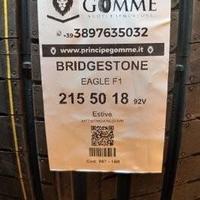 GOMME
+39 3897635032
www.principegomme.it
BRIDGESTONE
EAGLE F1
215 50 18 92V
Estive